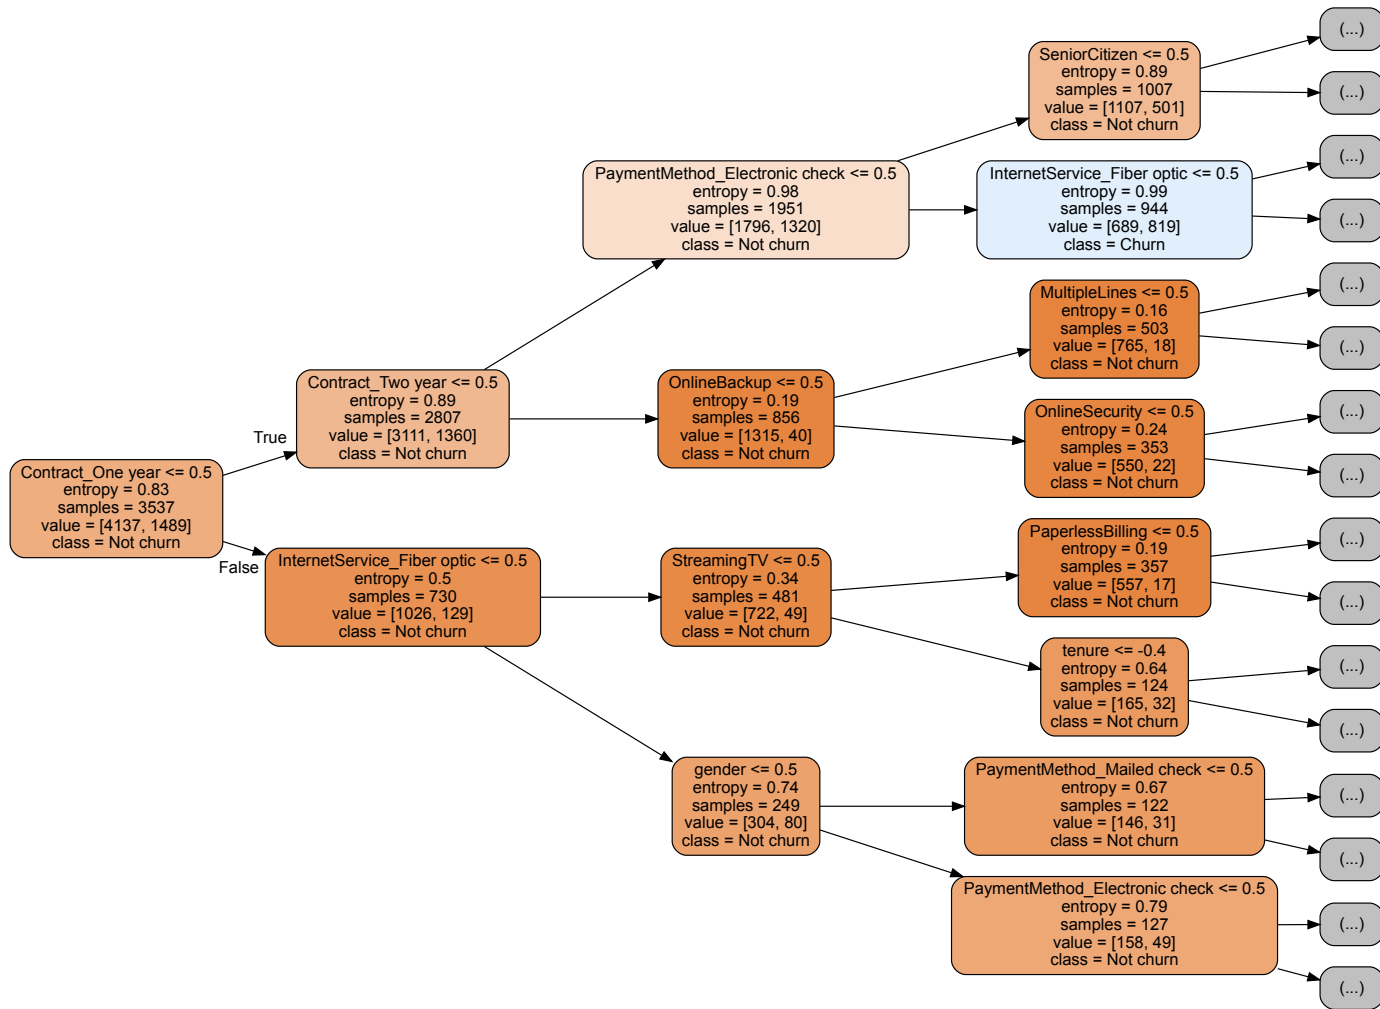 (...)
SeniorCitizen <= 0.5
entropy = 0.89
samples = 1007
value = [1107, 501]
class = Not churn
(...)
(...)
PaymentMethod_Electronic check <= 0.5
entropy = 0.98
samples = 1951
value = [1796, 1320]
class = Not churn
InternetService_Fiber optic <= 0.5
entropy = 0.99
samples = 944
value = [689, 819]
class = Churn
(...)
(...)
MultipleLines <= 0.5
entropy = 0.16
samples = 503
value = [765, 18]
class = Not churn
(...)
Contract_Two year <= 0.5
entropy = 0.89
samples = 2807
value = [3111, 1360]
class = Not churn
OnlineBackup <= 0.5
entropy = 0.19
samples = 856
value = [1315, 40]
class = Not churn
OnlineSecurity <= 0.5
entropy = 0.24
samples = 353
value = [550, 22]
class = Not churn
(...)
(...)
True
Contract_One year <= 0.5
entropy = 0.83
samples = 3537
value = [4137, 1489]
class = Not churn
False
InternetService_Fiber optic <= 0.5
entropy = 0.5
samples = 730
value = [1026, 129]
class = Not churn
StreamingTV <= 0.5
entropy = 0.34
samples = 481
value = [722, 49]
class = Not churn
PaperlessBilling <= 0.5
entropy = 0.19
samples = 357
value = [557, 17]
class = Not churn
(...)
(...)
tenure <= -0.4
entropy = 0.64
samples = 124
value = [165, 32]
class = Not churn
(...)
(...)
gender <= 0.5
entropy = 0.74
samples = 249
value = [304, 80]
class = Not churn
PaymentMethod_Mailed check <= 0.5
entropy = 0.67
samples = 122
value = [146, 31]
class = Not churn
(...)
(...)
PaymentMethod_Electronic check <= 0.5
entropy = 0.79
samples = 127
value = [158, 49]
class = Not churn
(...)
(...)